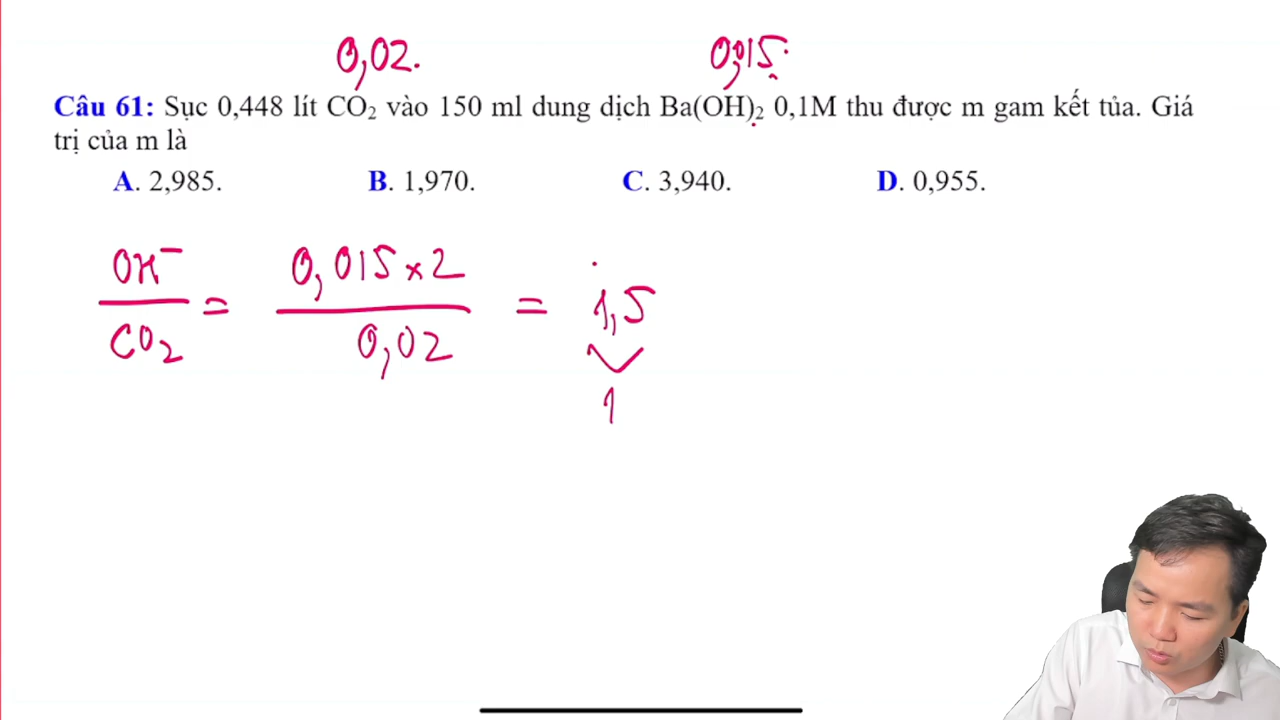 0,02.
0,015.
Câu 61: Sục 0,448 lít CO₂ vào 150 ml dung dịch Ba(OH)₂ 0,1M thu được m gam kết tủa. Giá
trị của m là
A. 2,985. B. 1,970. C. 3,940. D. 0,955.
OH⁻
CO₂
=
0,015×2
0,02
= 1,5
1